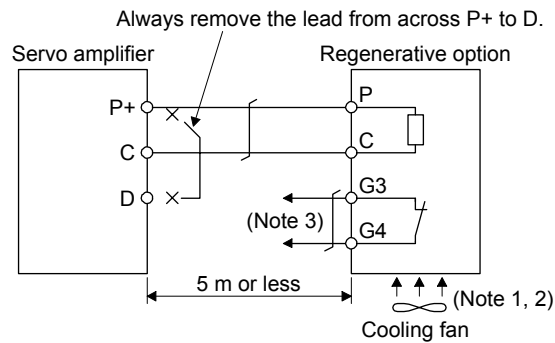 Always remove the lead from across P+ to D.
Servo amplifier
Regenerative option
P+
P
C
C
D
G3
(Note 3)
G4
5 m or less
(Note 1, 2)
Cooling fan